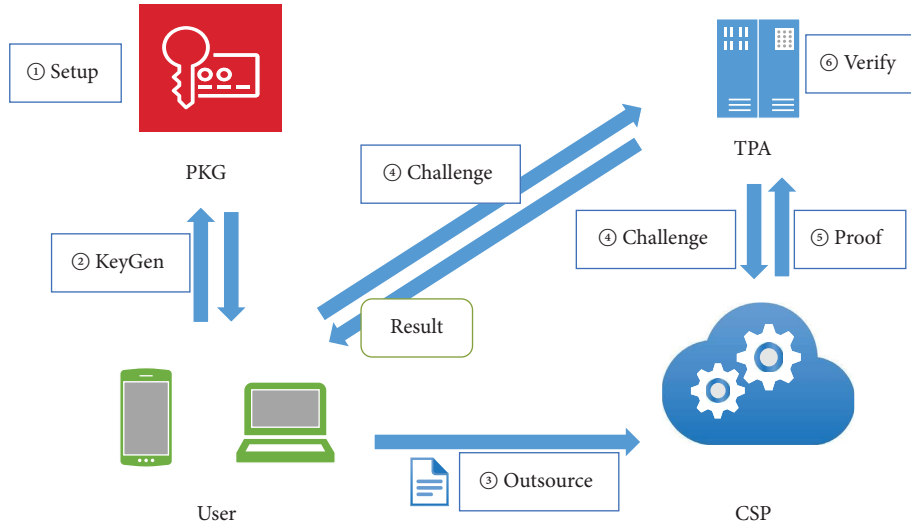 ① Setup
⑥ Verify
PKG
TPA
④ Challenge
② KeyGen
④ Challenge
⑤ Proof
Result
③ Outsource
User
CSP